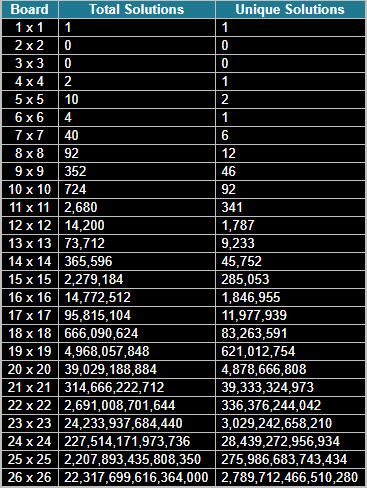 Board Total Solutions Unique Solutions
1 x 1 1 1
2 x 2 0 0
3 x 3 0 0
4 x 4 2 1
5 x 5 10 2
6 x 6 4 1
7 x 7 40 6
8 x 8 92 12
9 x 9 352 46
10 x 10 724 92
11 x 11 2,680 341
12 x 12 14,200 1,787
13 x 13 73,712 9,233
14 x 14 365,596 45,752
15 x 15 2,279,184 285,053
16 x 16 14,772,512 1,846,955
17 x 17 95,815,104 11,977,939
18 x 18 666,090,624 83,263,591
19 x 19 4,968,057,848 621,012,754
20 x 20 39,029,188,884 4,878,666,808
21 x 21 314,666,222,712 39,333,324,973
22 x 22 2,691,008,701,644 336,376,244,042
23 x 23 24,233,937,684,440 3,029,242,658,210
24 x 24 227,514,171,973,736 28,439,272,956,934
25 x 25 2,207,893,435,808,350 275,986,683,743,434
26 x 26 22,317,699,616,364,000 2,789,712,466,510,280